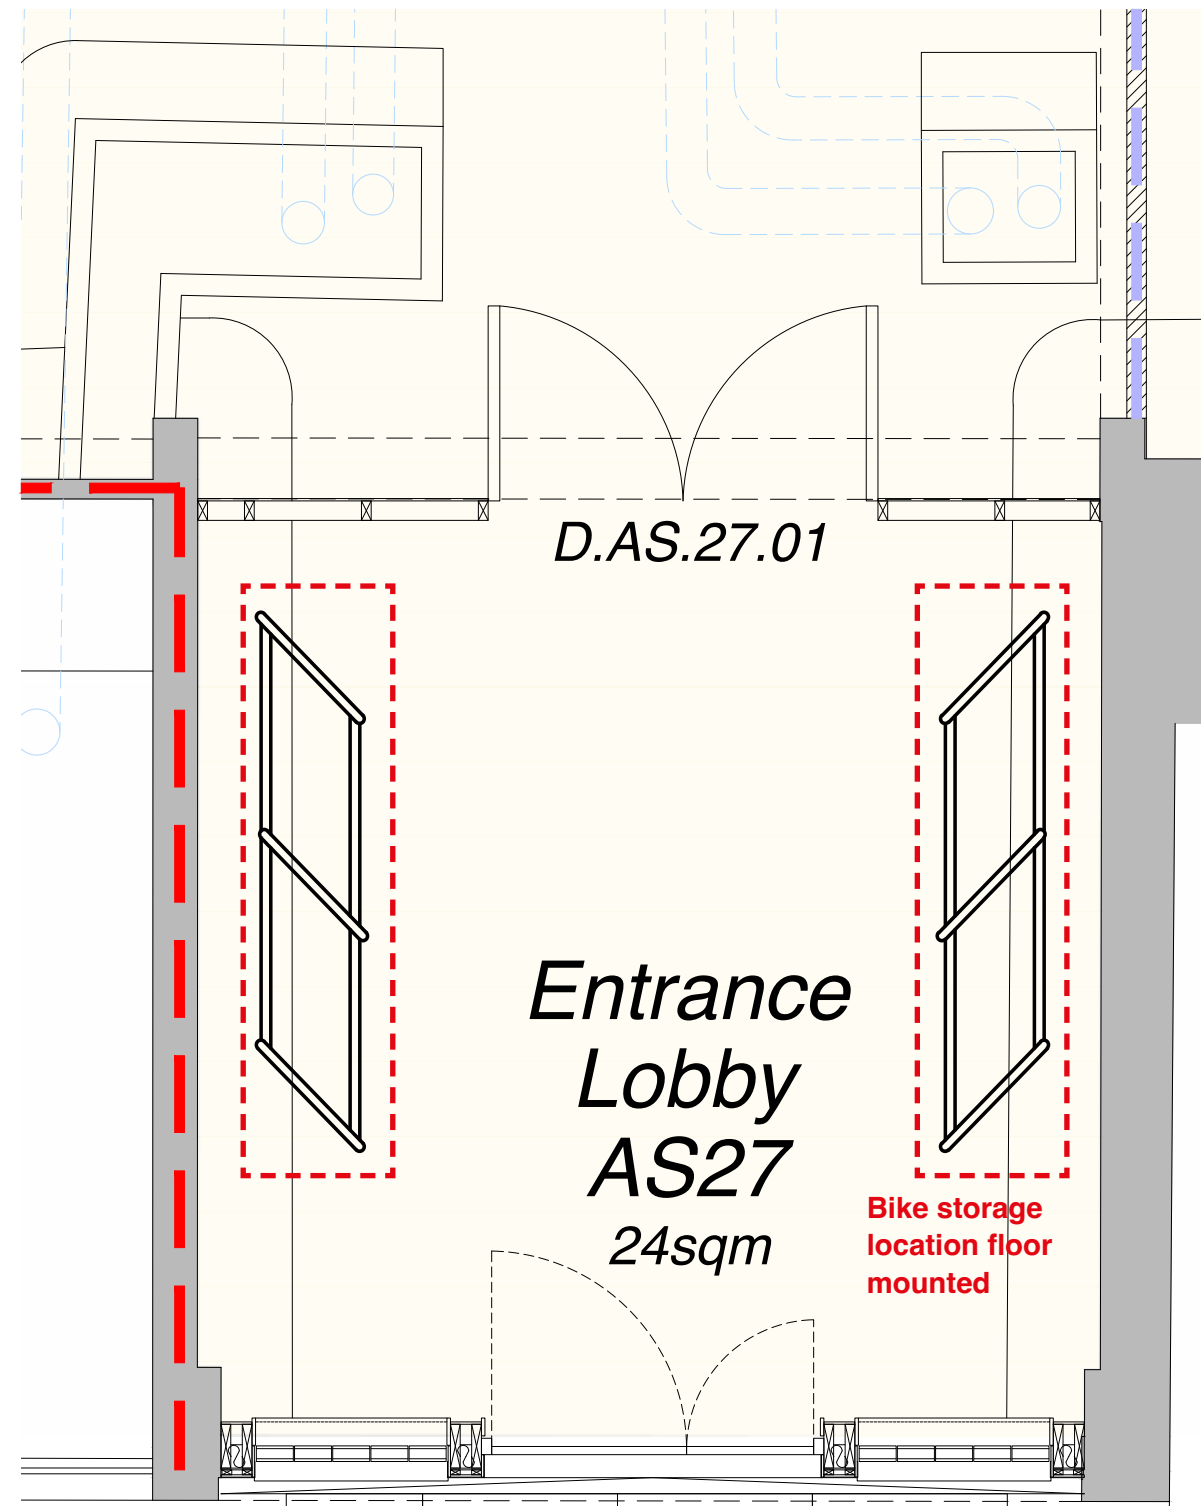 D.AS.27.01
Entrance
Lobby
AS27
24sqm
Bike storage
location floor
mounted